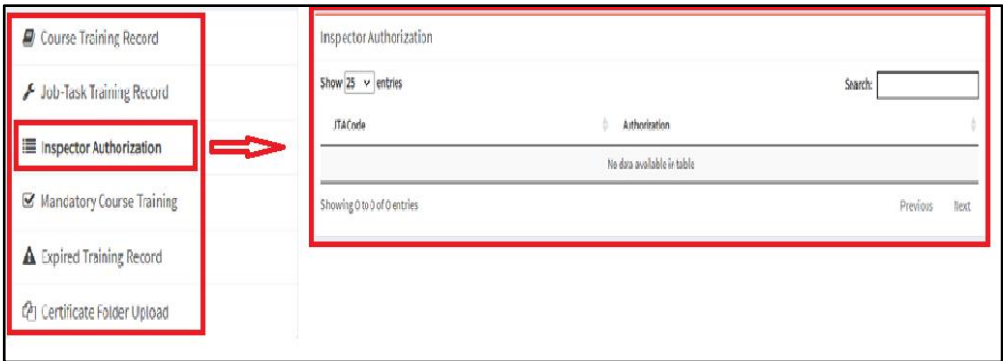 Course Training Record
Job-Task Training Record
Inspector Authorization
Mandatory Course Training
Expired Training Record
Certificate Folder Upload
Inspector Authorization
Show 25 entries
Search:
JTACode Authorization
No data available in table
Showing 0 to 0 of 0 entries
Previous Next